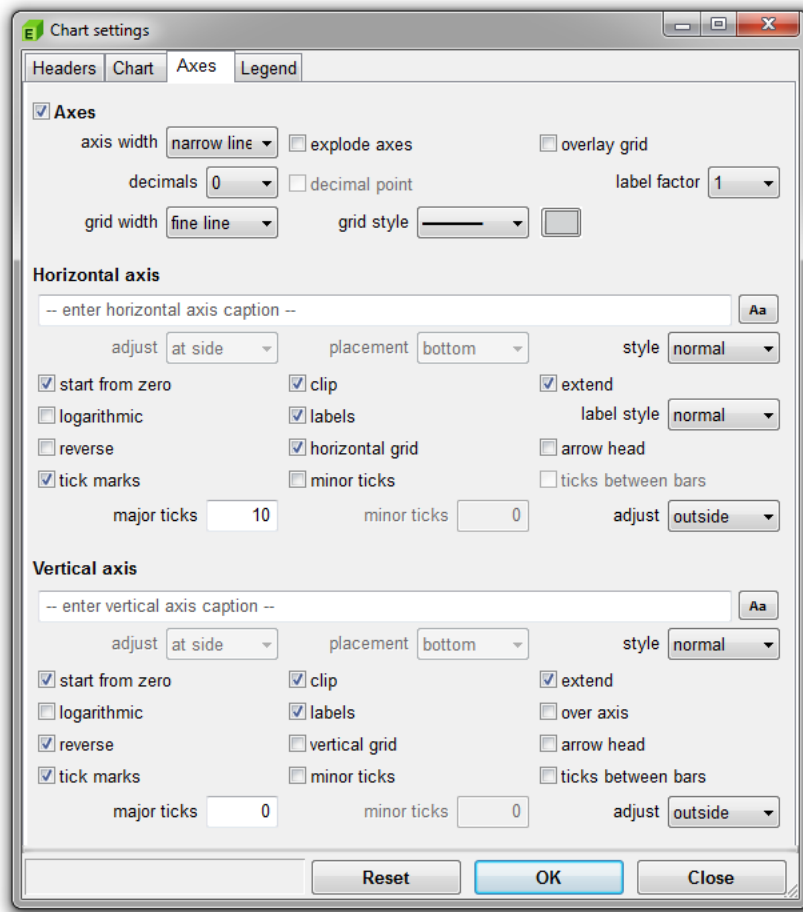 E Chart settings
Headers Chart Axes Legend
Axes
axis width narrow line explode axes overlay grid
decimals 0 decimal point label factor 1
grid width fine line grid style
Horizontal axis
-- enter horizontal axis caption -- Aa
adjust at side placement bottom style normal
start from zero clip extend
logarithmic labels label style normal
reverse horizontal grid arrow head
tick marks minor ticks ticks between bars
major ticks 10 minor ticks 0 adjust outside
Vertical axis
-- enter vertical axis caption -- Aa
adjust at side placement bottom style normal
start from zero clip extend
logarithmic labels over axis
reverse vertical grid arrow head
tick marks minor ticks ticks between bars
major ticks 0 minor ticks 0 adjust outside
Reset OK Close